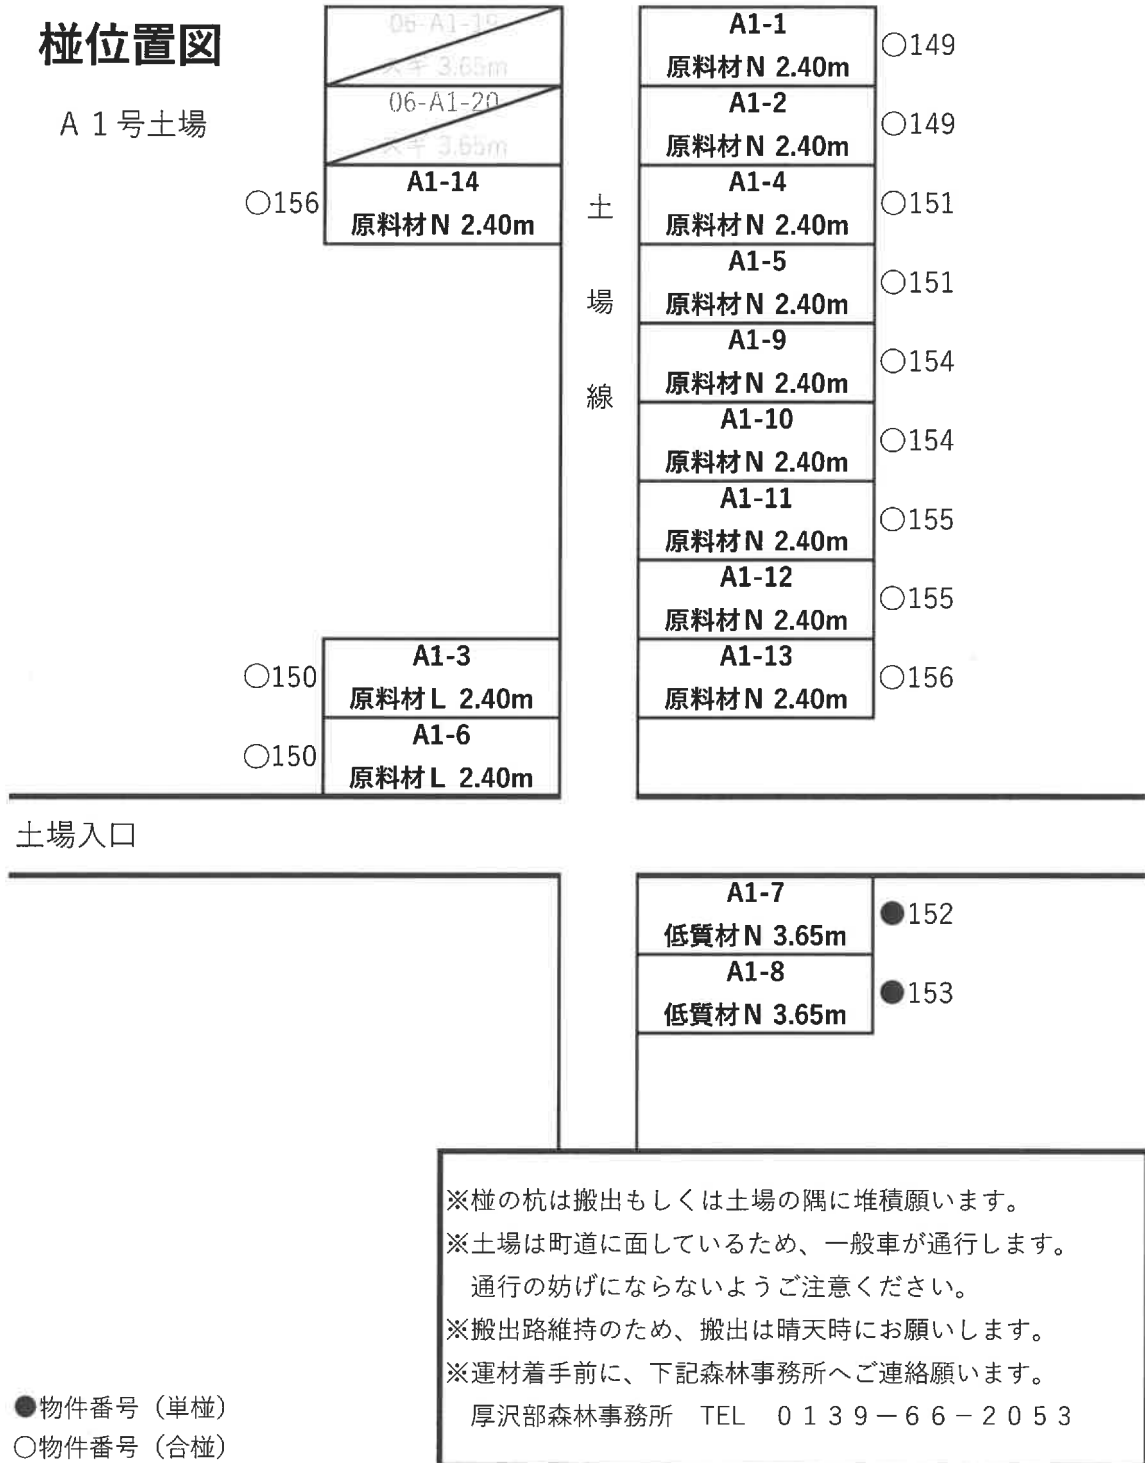 椪位置図
A１号土場
06-A1-19
スギ 3.65m
06-A1-20
スギ 3.65m
○156
A1-14
原料材N 2.40m
土場線
A1-1
原料材N 2.40m
○149
A1-2
原料材N 2.40m
○149
A1-4
原料材N 2.40m
○151
A1-5
原料材N 2.40m
○151
A1-9
原料材N 2.40m
○154
A1-10
原料材N 2.40m
○154
A1-11
原料材N 2.40m
○155
A1-12
原料材N 2.40m
○155
A1-13
原料材N 2.40m
○156
○150
A1-3
原料材L 2.40m
○150
A1-6
原料材L 2.40m
土場入口
A1-7
低質材N 3.65m
●152
A1-8
低質材N 3.65m
●153
※椪の杭は搬出もしくは土場の隅に堆積願います。
※土場は町道に面しているため、一般車が通行します。
通行の妨げにならないようご注意ください。
※搬出路維持のため、搬出は晴天時にお願いします。
※運材着手前に、下記森林事務所へご連絡願います。
厚沢部森林事務所　TEL　０１３９－６６－２０５３
●物件番号（単椪）
○物件番号（合椪）